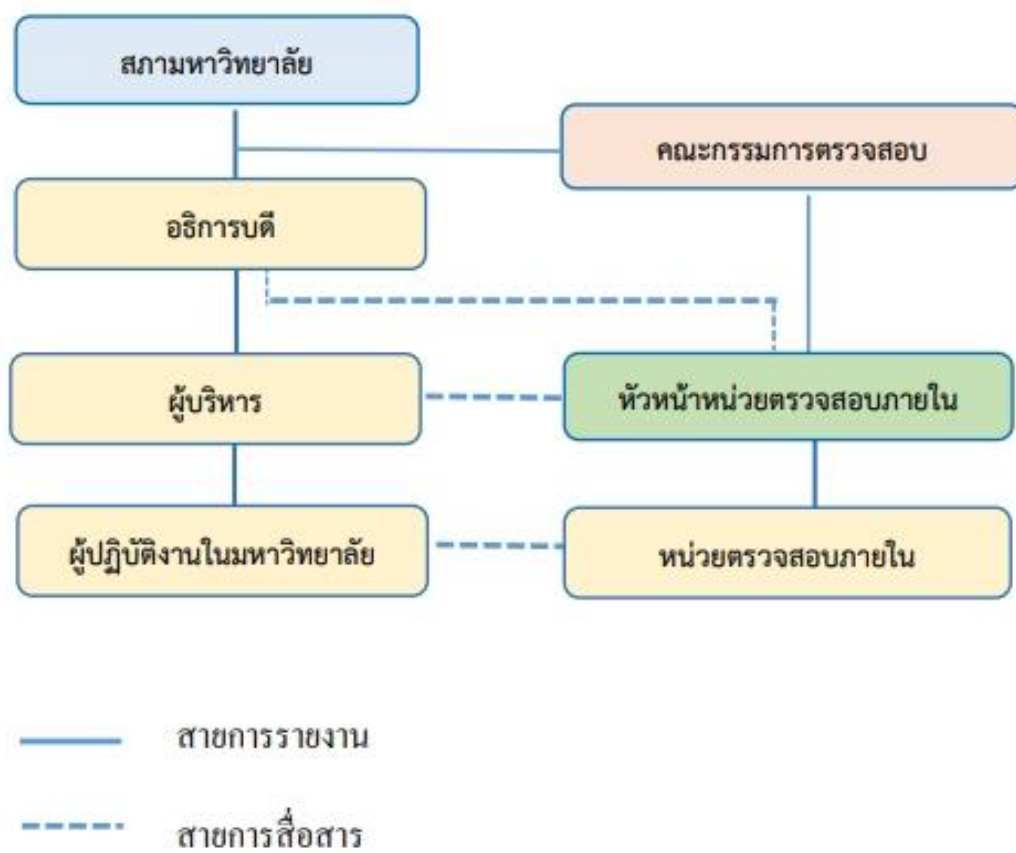 สภามหาวิทยาลัย
คณะกรรมการตรวจสอบ
อธิการบดี
ผู้บริหาร
หัวหน้าหน่วยตรวจสอบภายใน
ผู้ปฏิบัติงานในมหาวิทยาลัย
หน่วยตรวจสอบภายใน
สายการรายงาน
สายการสื่อสาร